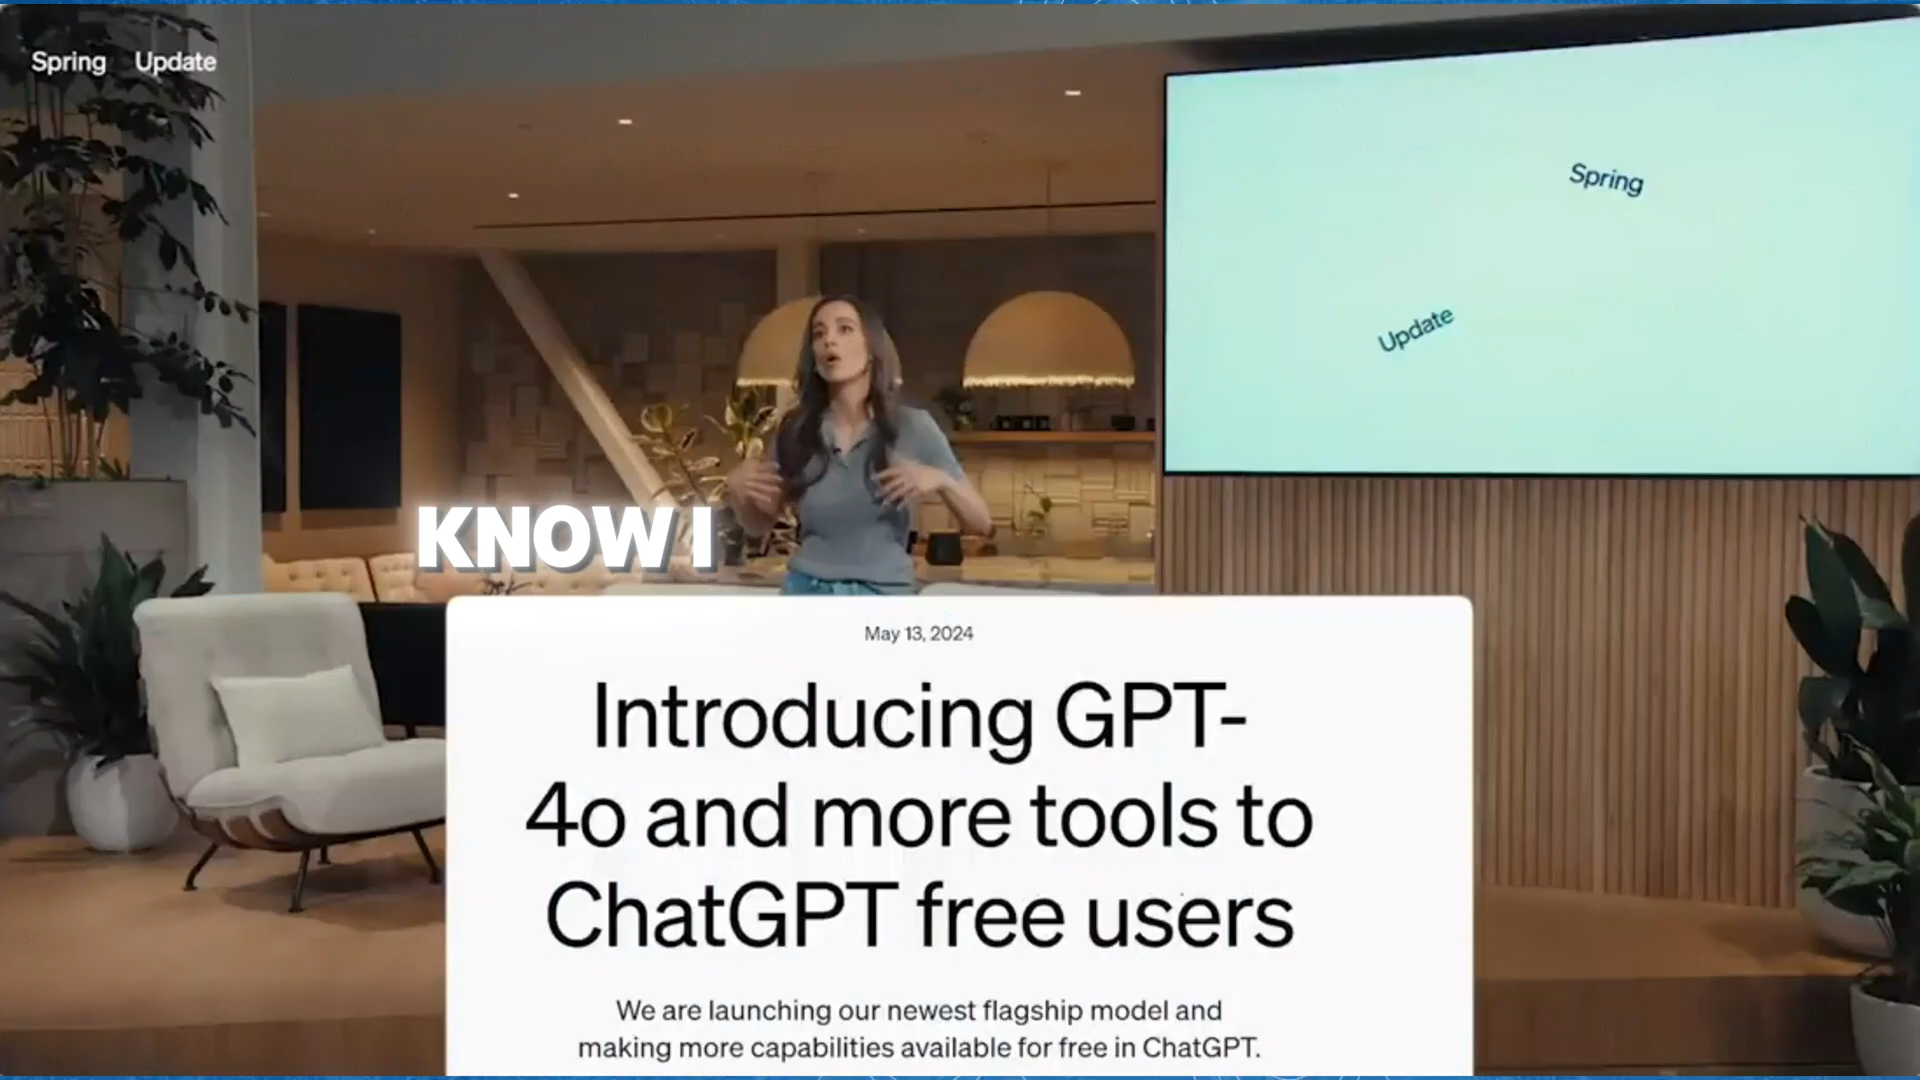 Spring Update
Spring
Update
KNOW I
May 13, 2024
Introducing GPT-
4o and more tools to
ChatGPT free users
We are launching our newest flagship model and
making more capabilities available for free in ChatGPT.